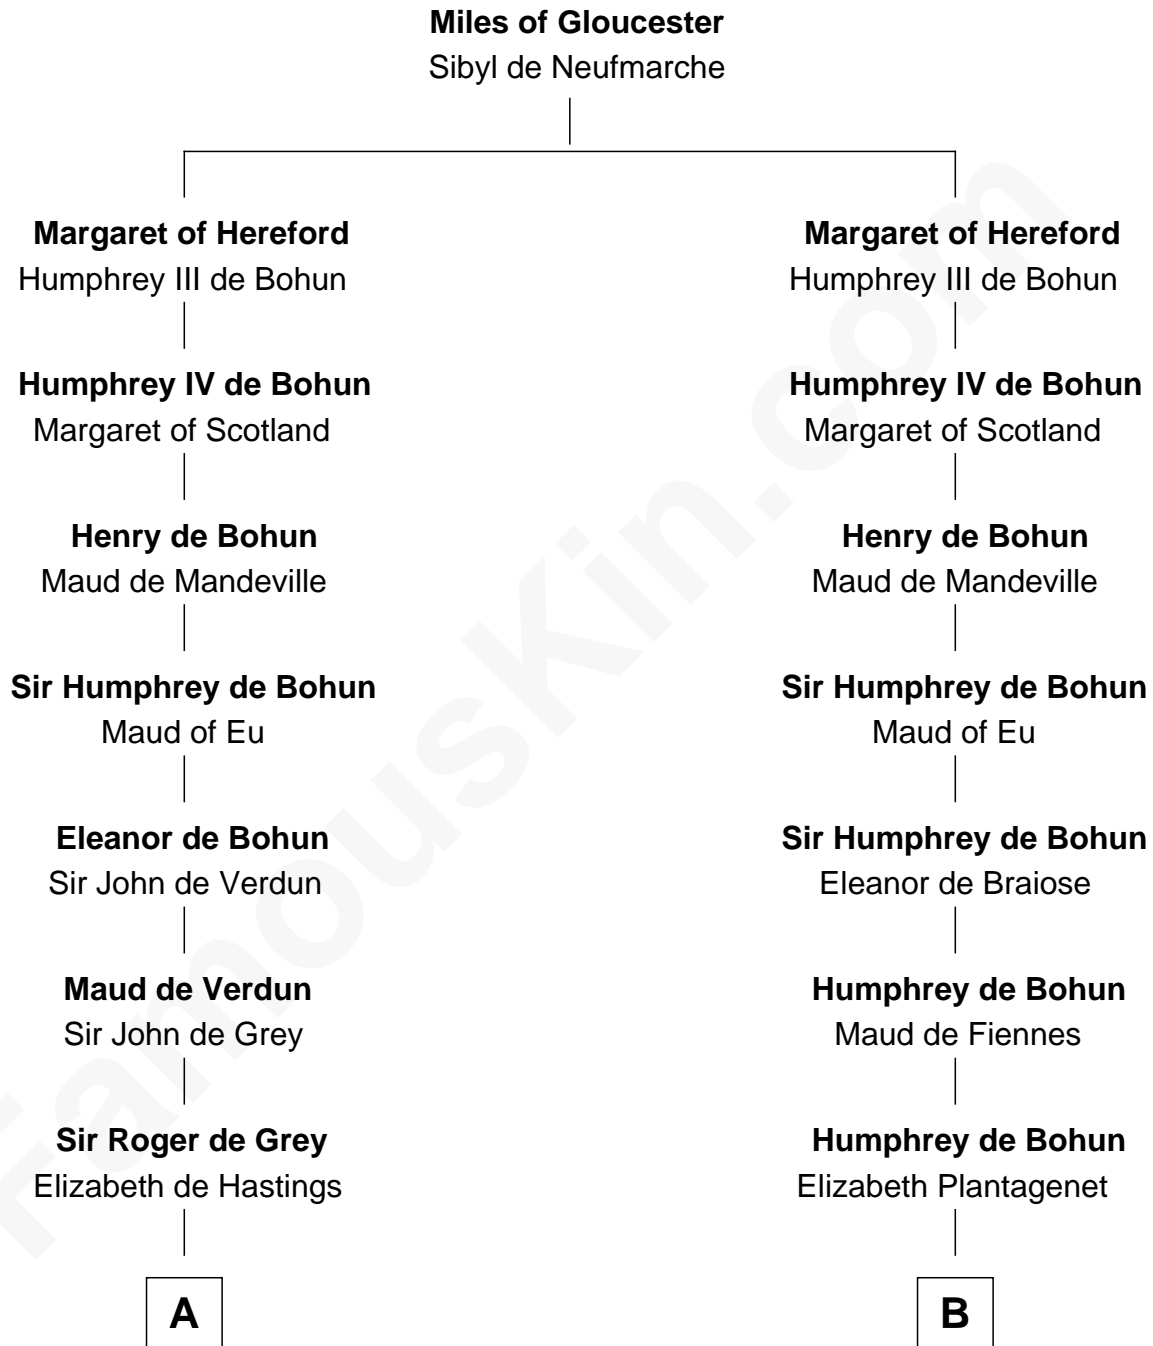 Miles of Gloucester
Sibyl de Neufmarche
Margaret of Hereford
Humphrey III de Bohun
Margaret of Hereford
Humphrey III de Bohun
Humphrey IV de Bohun
Margaret of Scotland
Humphrey IV de Bohun
Margaret of Scotland
Henry de Bohun
Maud de Mandeville
Henry de Bohun
Maud de Mandeville
Sir Humphrey de Bohun
Maud of Eu
Sir Humphrey de Bohun
Maud of Eu
Eleanor de Bohun
Sir John de Verdun
Sir Humphrey de Bohun
Eleanor de Braiose
Maud de Verdun
Sir John de Grey
Humphrey de Bohun
Maud de Fiennes
Sir Roger de Grey
Elizabeth de Hastings
Humphrey de Bohun
Elizabeth Plantagenet
A
B
FamousKin.com